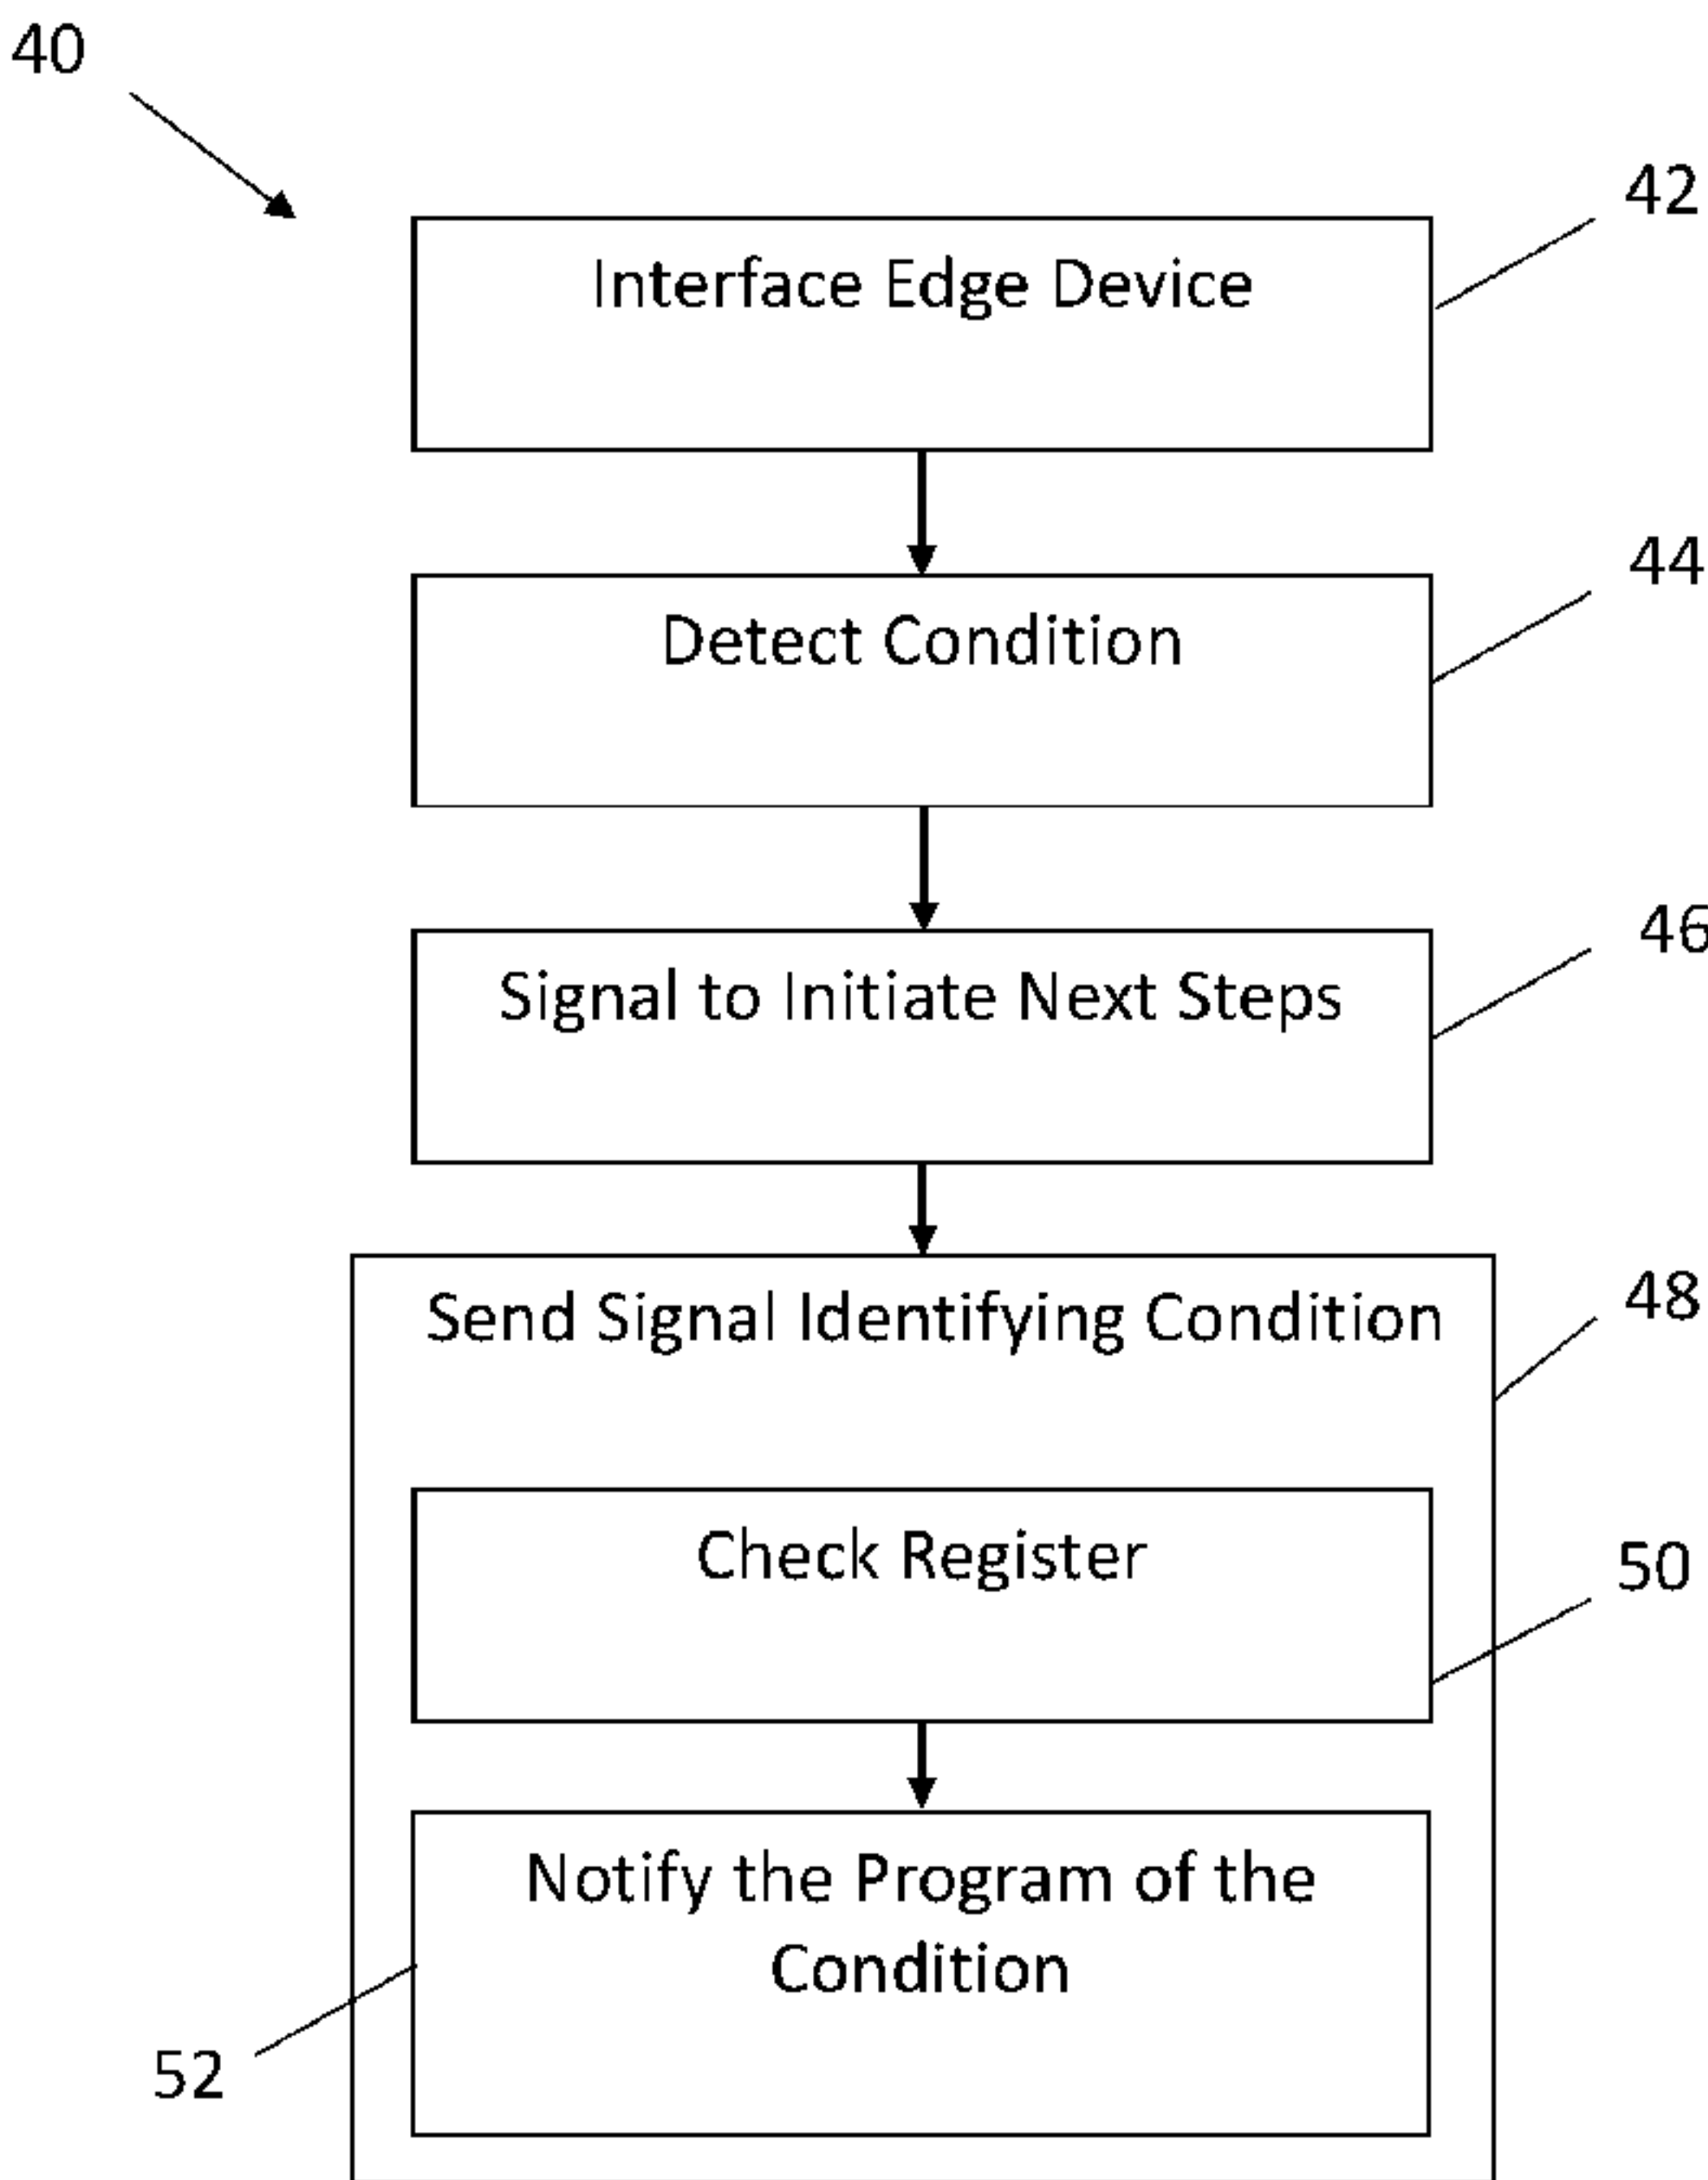 40
42
Interface Edge Device
44
Detect Condition
46
Signal to Initiate Next Steps
48
Send Signal Identifying Condition
Check Register
50
Notify the Program of the
Condition
52